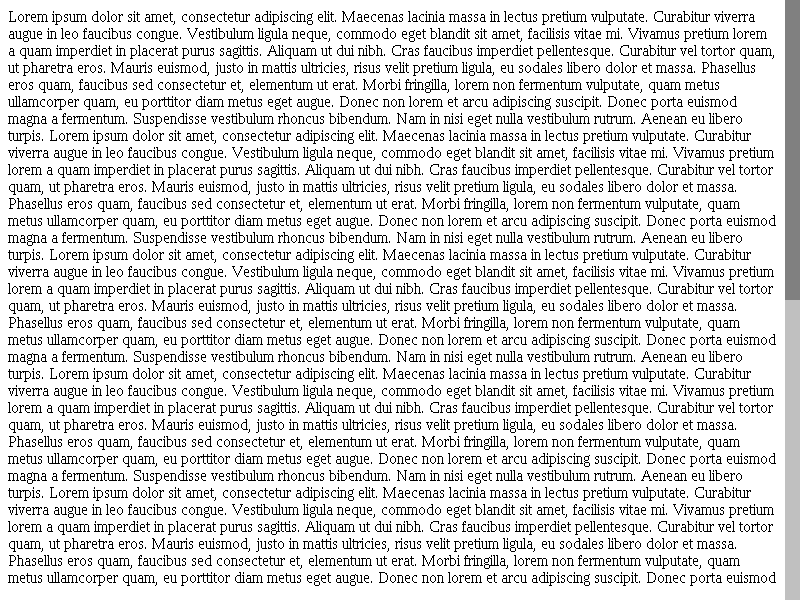 Lorem ipsum dolor sit amet, consectetur adipiscing elit. Maecenas lacinia massa in lectus pretium vulputate. Curabitur viverra
augue in leo faucibus congue. Vestibulum ligula neque, commodo eget blandit sit amet, facilisis vitae mi. Vivamus pretium lorem
a quam imperdiet in placerat purus sagittis. Aliquam ut dui nibh. Cras faucibus imperdiet pellentesque. Curabitur vel tortor quam,
ut pharetra eros. Mauris euismod, justo in mattis ultricies, risus velit pretium ligula, eu sodales libero dolor et massa. Phasellus
eros quam, faucibus sed consectetur et, elementum ut erat. Morbi fringilla, lorem non fermentum vulputate, quam metus
ullamcorper quam, eu porttitor diam metus eget augue. Donec non lorem et arcu adipiscing suscipit. Donec porta euismod
magna a fermentum. Suspendisse vestibulum rhoncus bibendum. Nam in nisi eget nulla vestibulum rutrum. Aenean eu libero
turpis. Lorem ipsum dolor sit amet, consectetur adipiscing elit. Maecenas lacinia massa in lectus pretium vulputate. Curabitur
viverra augue in leo faucibus congue. Vestibulum ligula neque, commodo eget blandit sit amet, facilisis vitae mi. Vivamus pretium
lorem a quam imperdiet in placerat purus sagittis. Aliquam ut dui nibh. Cras faucibus imperdiet pellentesque. Curabitur vel tortor
quam, ut pharetra eros. Mauris euismod, justo in mattis ultricies, risus velit pretium ligula, eu sodales libero dolor et massa.
Phasellus eros quam, faucibus sed consectetur et, elementum ut erat. Morbi fringilla, lorem non fermentum vulputate, quam
metus ullamcorper quam, eu porttitor diam metus eget augue. Donec non lorem et arcu adipiscing suscipit. Donec porta euismod
magna a fermentum. Suspendisse vestibulum rhoncus bibendum. Nam in nisi eget nulla vestibulum rutrum. Aenean eu libero
turpis. Lorem ipsum dolor sit amet, consectetur adipiscing elit. Maecenas lacinia massa in lectus pretium vulputate. Curabitur
viverra augue in leo faucibus congue. Vestibulum ligula neque, commodo eget blandit sit amet, facilisis vitae mi. Vivamus pretium
lorem a quam imperdiet in placerat purus sagittis. Aliquam ut dui nibh. Cras faucibus imperdiet pellentesque. Curabitur vel tortor
quam, ut pharetra eros. Mauris euismod, justo in mattis ultricies, risus velit pretium ligula, eu sodales libero dolor et massa.
Phasellus eros quam, faucibus sed consectetur et, elementum ut erat. Morbi fringilla, lorem non fermentum vulputate, quam
metus ullamcorper quam, eu porttitor diam metus eget augue. Donec non lorem et arcu adipiscing suscipit. Donec porta euismod
magna a fermentum. Suspendisse vestibulum rhoncus bibendum. Nam in nisi eget nulla vestibulum rutrum. Aenean eu libero
turpis. Lorem ipsum dolor sit amet, consectetur adipiscing elit. Maecenas lacinia massa in lectus pretium vulputate. Curabitur
viverra augue in leo faucibus congue. Vestibulum ligula neque, commodo eget blandit sit amet, facilisis vitae mi. Vivamus pretium
lorem a quam imperdiet in placerat purus sagittis. Aliquam ut dui nibh. Cras faucibus imperdiet pellentesque. Curabitur vel tortor
quam, ut pharetra eros. Mauris euismod, justo in mattis ultricies, risus velit pretium ligula, eu sodales libero dolor et massa.
Phasellus eros quam, faucibus sed consectetur et, elementum ut erat. Morbi fringilla, lorem non fermentum vulputate, quam
metus ullamcorper quam, eu porttitor diam metus eget augue. Donec non lorem et arcu adipiscing suscipit. Donec porta euismod
magna a fermentum. Suspendisse vestibulum rhoncus bibendum. Nam in nisi eget nulla vestibulum rutrum. Aenean eu libero
turpis. Lorem ipsum dolor sit amet, consectetur adipiscing elit. Maecenas lacinia massa in lectus pretium vulputate. Curabitur
viverra augue in leo faucibus congue. Vestibulum ligula neque, commodo eget blandit sit amet, facilisis vitae mi. Vivamus pretium
lorem a quam imperdiet in placerat purus sagittis. Aliquam ut dui nibh. Cras faucibus imperdiet pellentesque. Curabitur vel tortor
quam, ut pharetra eros. Mauris euismod, justo in mattis ultricies, risus velit pretium ligula, eu sodales libero dolor et massa.
Phasellus eros quam, faucibus sed consectetur et, elementum ut erat. Morbi fringilla, lorem non fermentum vulputate, quam
metus ullamcorper quam, eu porttitor diam metus eget augue. Donec non lorem et arcu adipiscing suscipit. Donec porta euismod